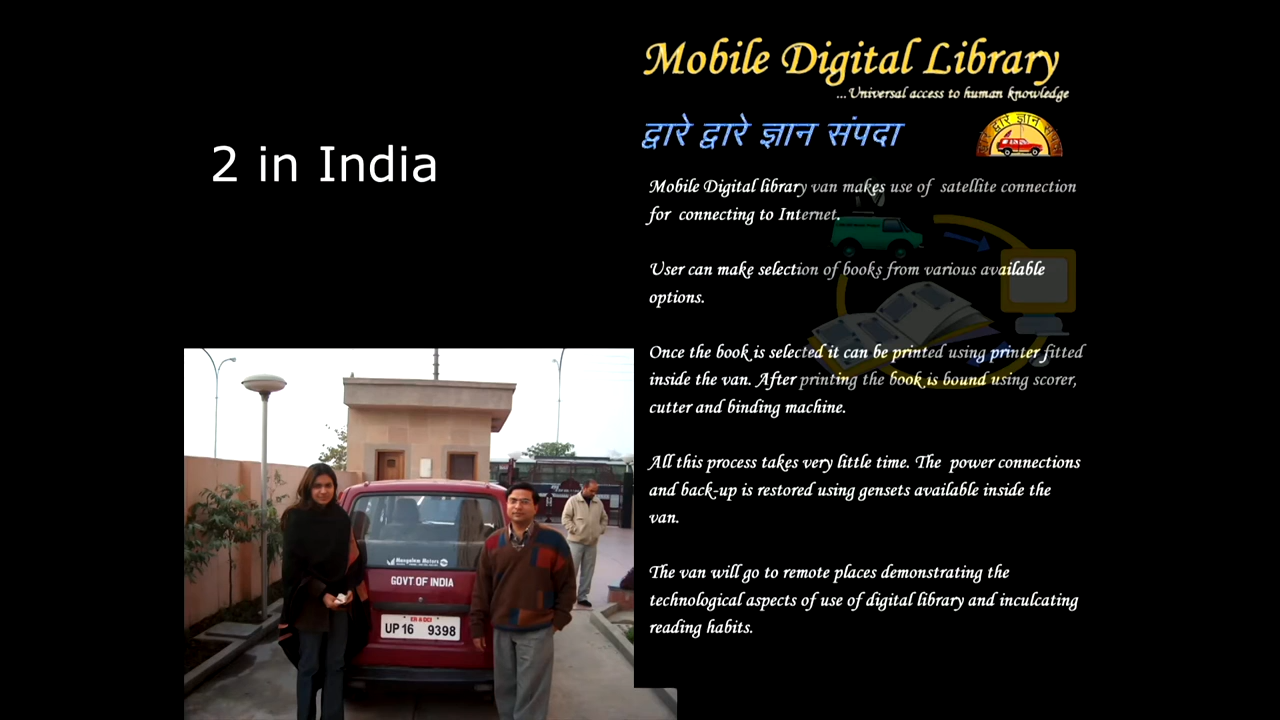 2 in India
Mobile Digital Library
...Universal access to human knowledge
द्वारे द्वारे ज्ञान संपदा
Mobile Digital library van makes use of satellite connection
for connecting to Internet.
User can make selection of books from various available
options.
Once the book is selected it can be printed using printer fitted
inside the van. After printing the book is bound using scorer,
cutter and binding machine.
All this process takes very little time. The power connections
and back-up is restored using gensets available inside the
van.
The van will go to remote places demonstrating the
technological aspects of use of digital library and inculcating
reading habits.
Mangalam Motors
GOVT OF INDIA
ER & DCI
UP 16 9398